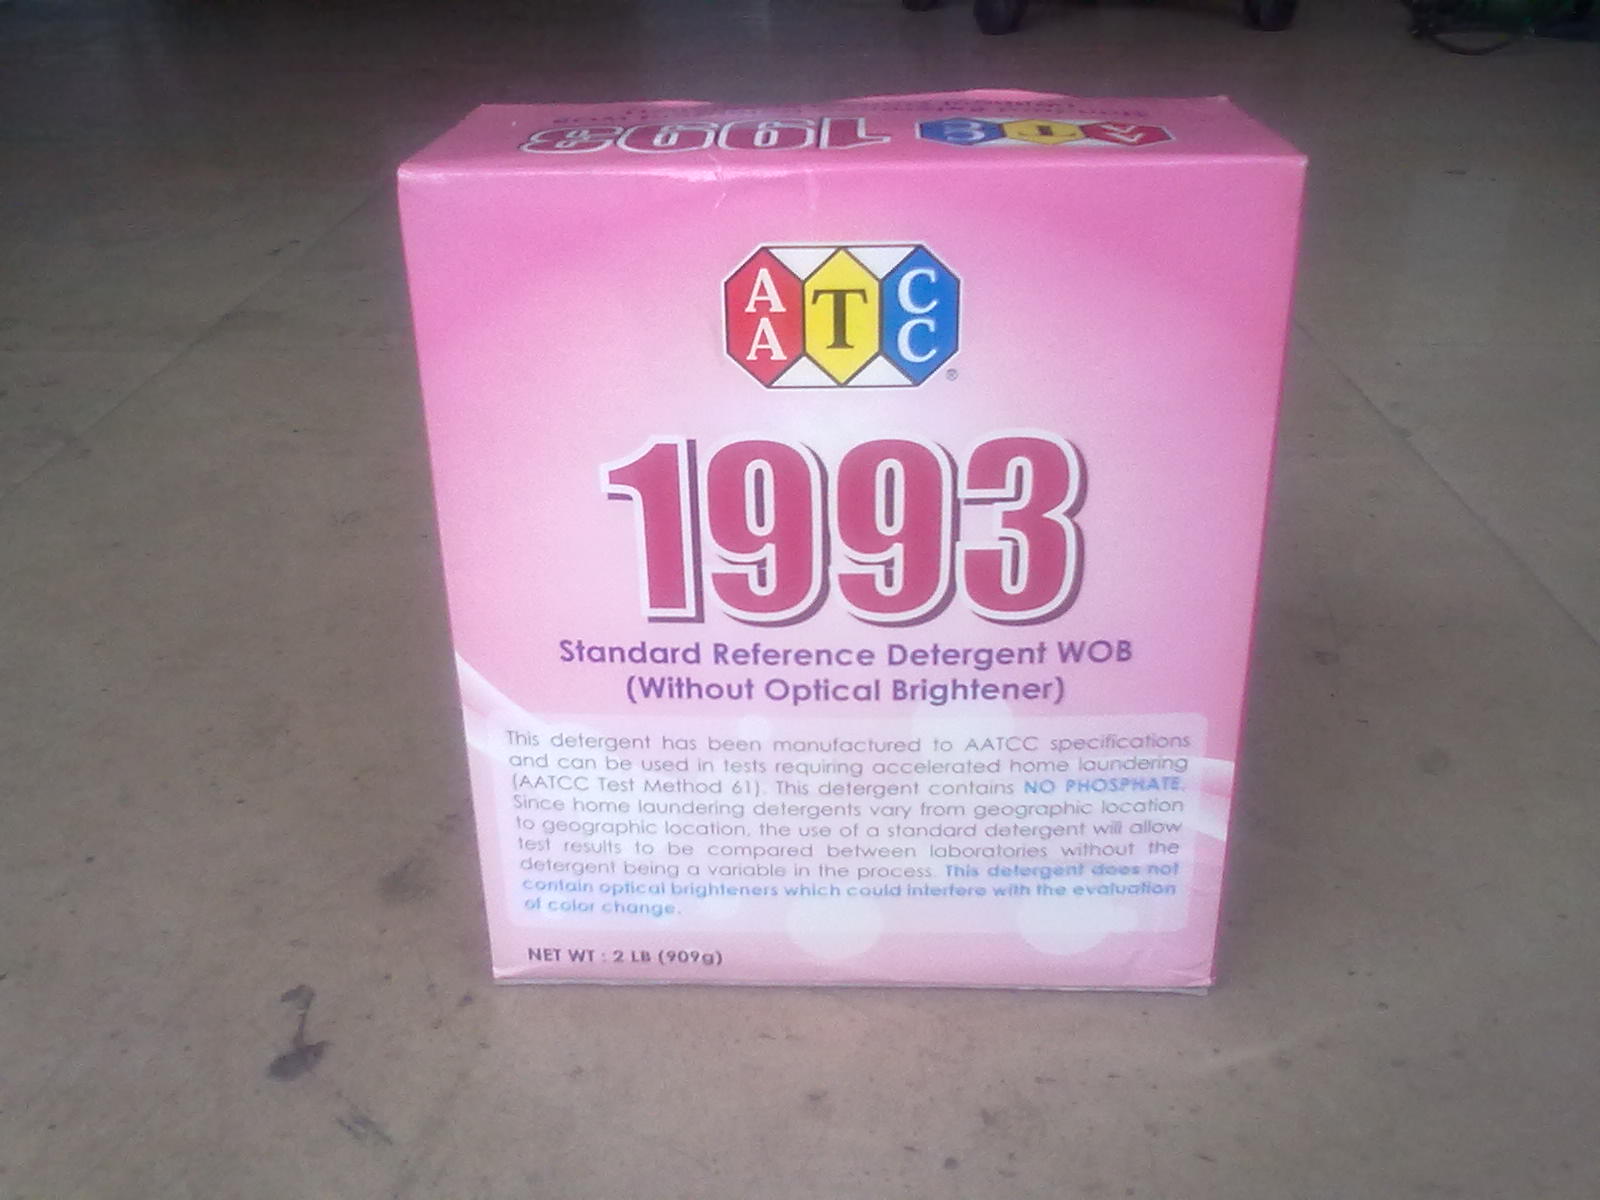 1993
A
A
T
C
C
®
1993
Standard Reference Detergent WOB
(Without Optical Brightener)
This detergent has been manufactured to AATCC specifications
and can be used in tests requiring accelerated home laundering
(AATCC Test Method 61). This detergent contains NO PHOSPHATE.
Since home laundering detergents vary from geographic location
to geographic location, the use of a standard detergent will allow
test results to be compared between laboratories without the
detergent being a variable in the process. This detergent does not
contain optical brighteners which could interfere with the evaluation
of color change.
NET WT : 2 LB (909g)